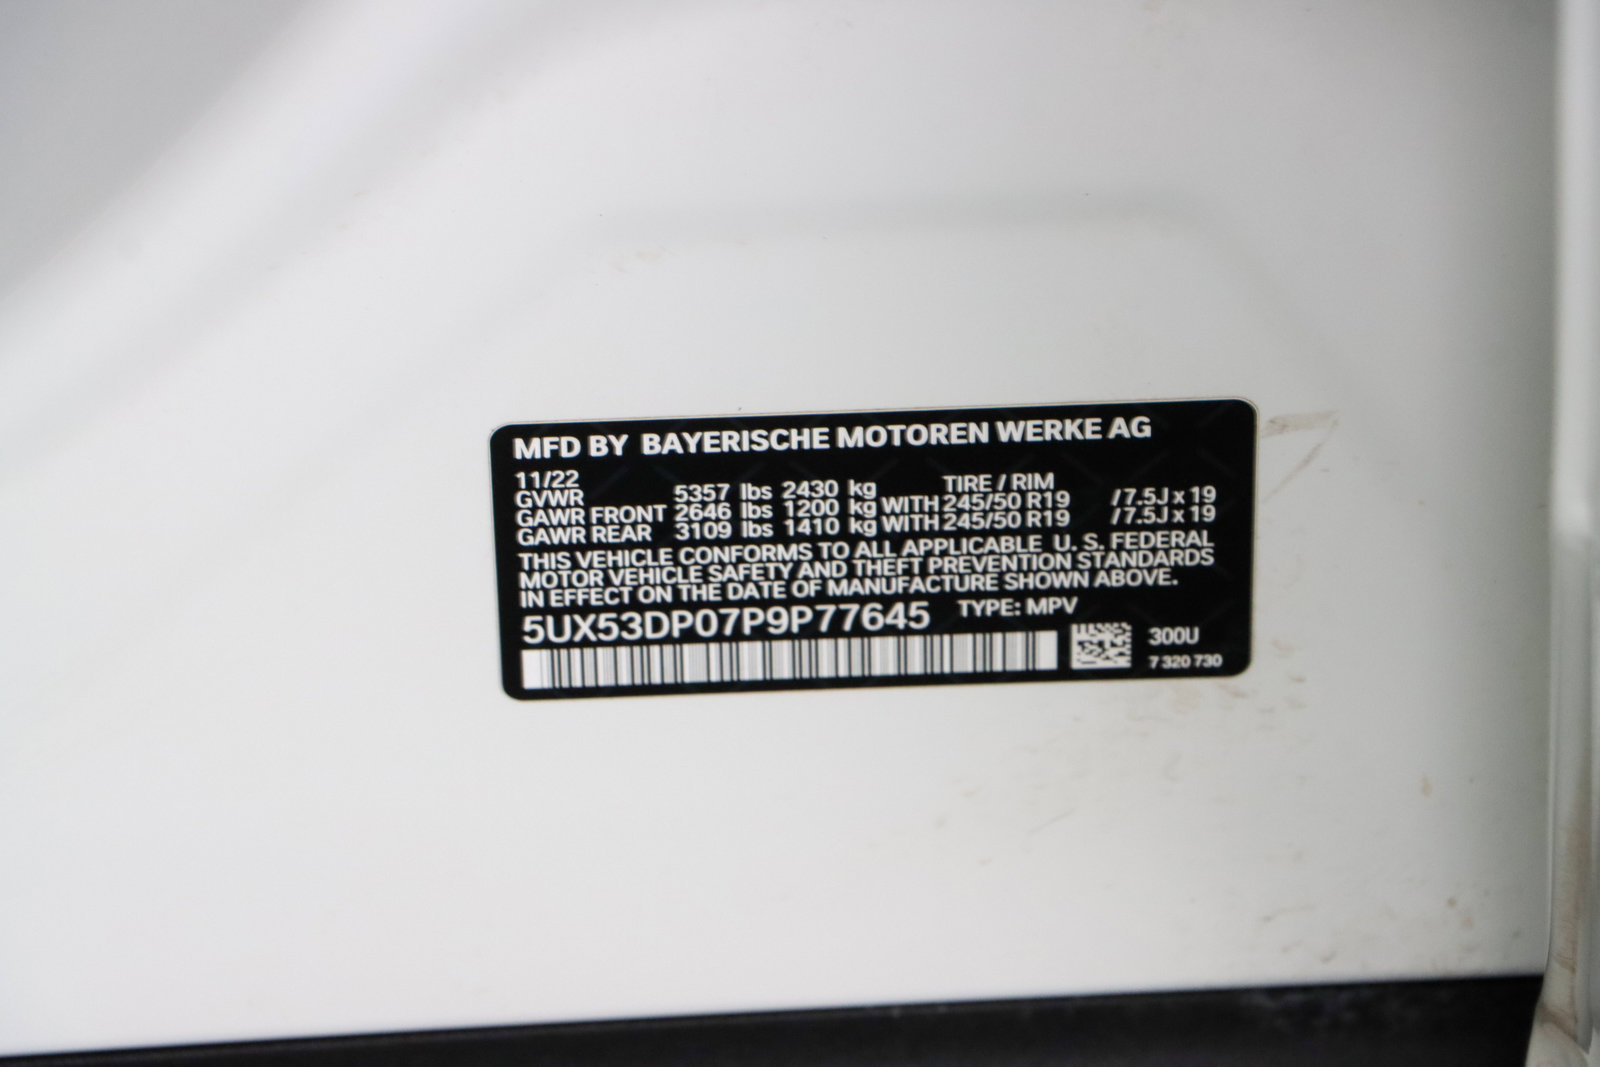 MFD BY BAYERISCHE MOTOREN WERKE AG
11/22 TIRE / RIM
GVWR 5357 lbs 2430 kg
GAWR FRONT 2646 lbs 1200 kg WITH 245/50 R19 /7.5J x 19
GAWR REAR 3109 lbs 1410 kg WITH 245/50 R19 /7.5J x 19
THIS VEHICLE CONFORMS TO ALL APPLICABLE U. S. FEDERAL
MOTOR VEHICLE SAFETY AND THEFT PREVENTION STANDARDS
IN EFFECT ON THE DATE OF MANUFACTURE SHOWN ABOVE.
5UX53DP07P9P77645 TYPE: MPV
300U
7 320 730